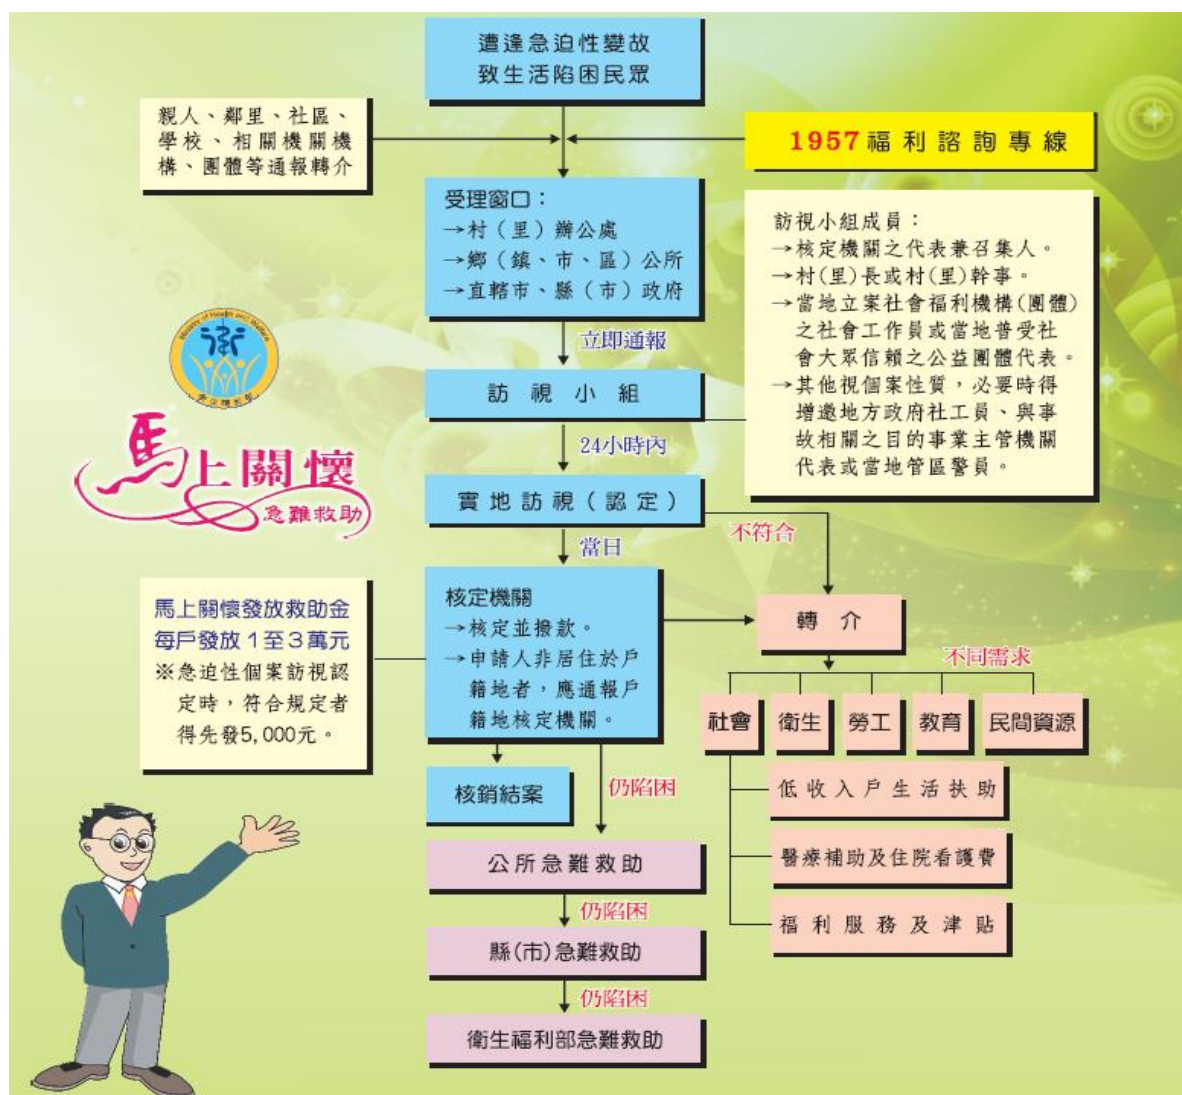 遭逢急迫性變故
致生活陷困民眾
親人、鄰里、社區、
學校、相關機關機
構、團體等通報轉介
1957福利諮詢專線
受理窗口：
→村（里）辦公處
→鄉（鎮、市、區）公所
→直轄市、縣（市）政府
訪視小組成員：
→核定機關之代表兼召集人。
→村(里)長或村(里)幹事。
→當地立案社會福利機構(團體)
之社會工作員或當地普受社
會大眾信賴之公益團體代表。
→其他視個案性質，必要時得
增邀地方政府社工員、與事
故相關之目的事業主管機關
代表或當地管區警員。
立即通報
Ministry of Health and Welfare
衛生福利部
訪視小組
馬上關懷
急難救助
24小時內
實地訪視（認定）
不符合
當日
馬上關懷發放救助金
每戶發放1至3萬元
※急迫性個案訪視認
定時，符合規定者
得先發5,000元。
核定機關
→核定並撥款。
→申請人非居住於戶
籍地者，應通報戶
籍地核定機關。
轉介
不同需求
社會
衛生
勞工
教育
民間資源
核銷結案
仍陷困
低收入戶生活扶助
醫療補助及住院看護費
福利服務及津貼
公所急難救助
仍陷困
縣(市)急難救助
仍陷困
衛生福利部急難救助